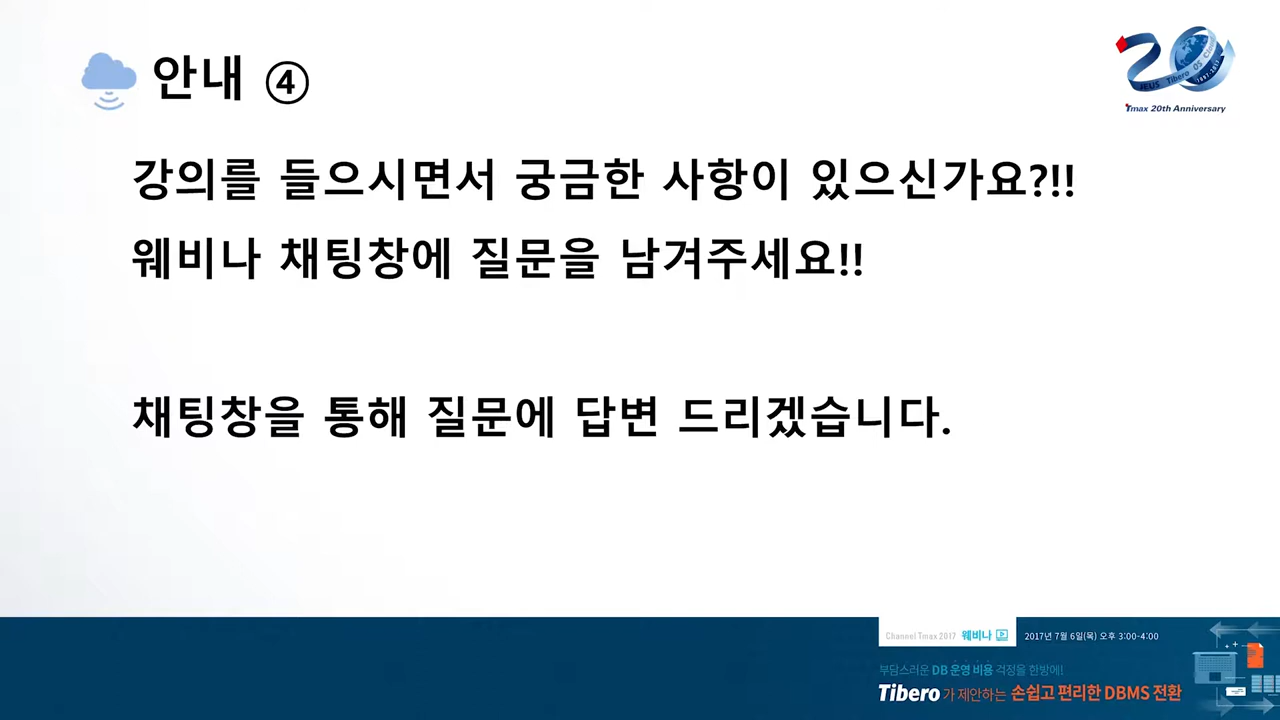 안내 ④
JEUS Tibero OS Cloud 1997-2017
Tmax 20th Anniversary
강의를 들으시면서 궁금한 사항이 있으신가요?!!
웨비나 채팅창에 질문을 남겨주세요!!
채팅창을 통해 질문에 답변 드리겠습니다.
Channel Tmax 2017 웨비나 2017년 7월 6일(목) 오후 3:00-4:00
부담스러운 DB 운영 비용 걱정을 한방에!
Tibero가 제안하는 손쉽고 편리한 DBMS 전환